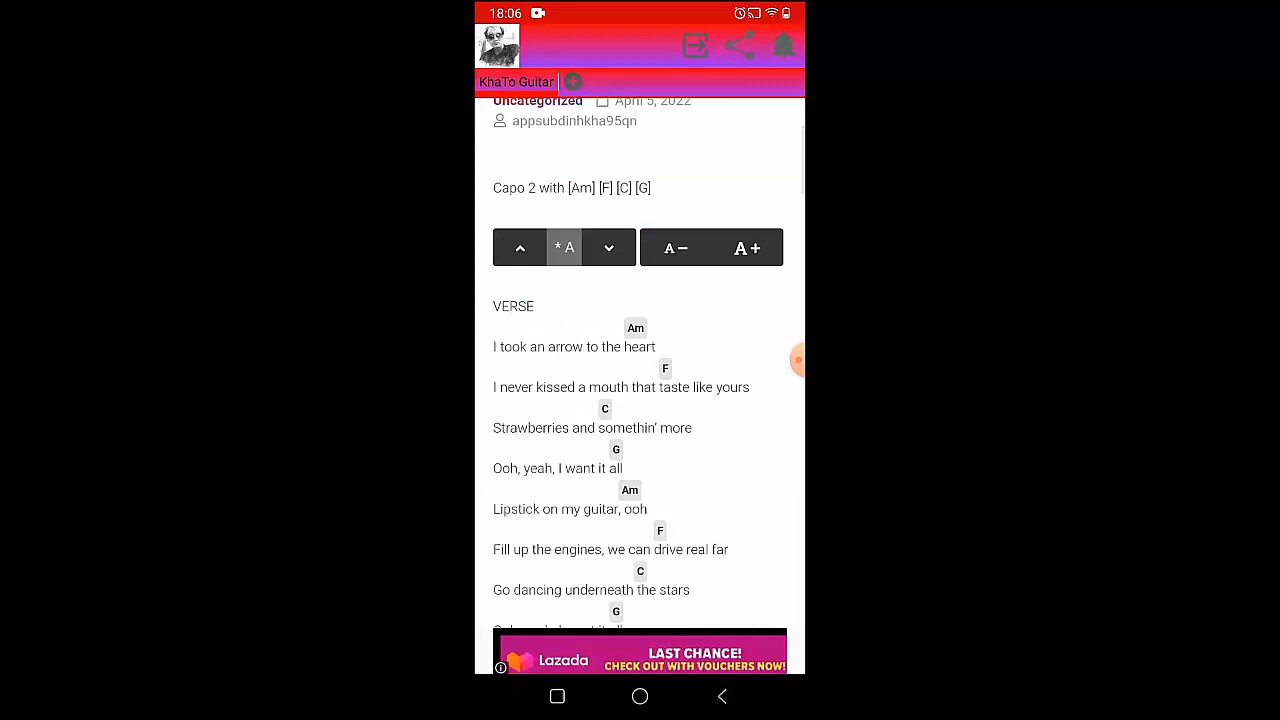 18:06
KhaTo Guitar
Uncategorized April 5, 2022
appsubdinhkha95qn
Capo 2 with [Am] [F] [C] [G]
* A A− A+
VERSE
Am
I took an arrow to the heart
F
I never kissed a mouth that taste like yours
C
Strawberries and somethin’ more
G
Ooh, yeah, I want it all
Am
Lipstick on my guitar, ooh
F
Fill up the engines, we can drive real far
C
Go dancing underneath the stars
G
Lazada
LAST CHANCE!
CHECK OUT WITH VOUCHERS NOW!